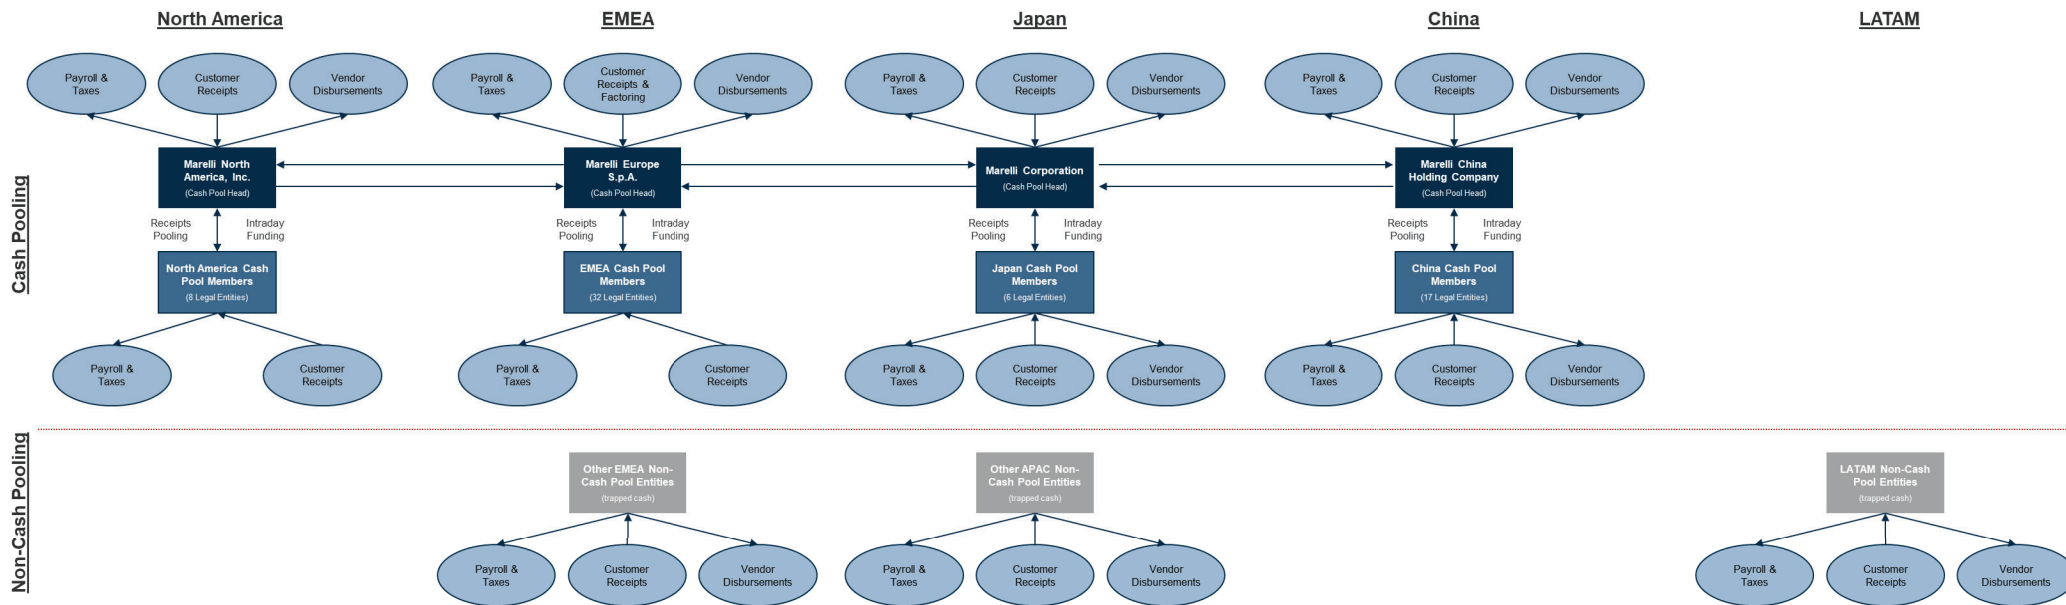 North America
EMEA
Japan
China
LATAM
Payroll &
Taxes
Customer
Receipts
Vendor
Disbursements
Payroll &
Taxes
Customer
Receipts &
Factoring
Vendor
Disbursements
Payroll &
Taxes
Customer
Receipts
Vendor
Disbursements
Payroll &
Taxes
Customer
Receipts
Vendor
Disbursements
Cash Pooling
Marelli North
America, Inc.
(Cash Pool Head)
Marelli Europe
S.p.A.
(Cash Pool Head)
Marelli Corporation
(Cash Pool Head)
Marelli China
Holding Company
(Cash Pool Head)
Receipts
Pooling
Intraday
Funding
Receipts
Pooling
Intraday
Funding
Receipts
Pooling
Intraday
Funding
Receipts
Pooling
Intraday
Funding
North America Cash
Pool Members
(8 Legal Entities)
EMEA Cash Pool
Members
(32 Legal Entities)
Japan Cash Pool
Members
(6 Legal Entities)
China Cash Pool
Members
(17 Legal Entities)
Payroll &
Taxes
Customer
Receipts
Payroll &
Taxes
Customer
Receipts
Payroll &
Taxes
Customer
Receipts
Vendor
Disbursements
Payroll &
Taxes
Customer
Receipts
Vendor
Disbursements
Non-Cash Pooling
Other EMEA Non-
Cash Pool Entities
(trapped cash)
Other APAC Non-
Cash Pool Entities
(trapped cash)
LATAM Non-Cash
Pool Entities
(trapped cash)
Payroll &
Taxes
Customer
Receipts
Vendor
Disbursements
Payroll &
Taxes
Customer
Receipts
Vendor
Disbursements
Payroll &
Taxes
Customer
Receipts
Vendor
Disbursements